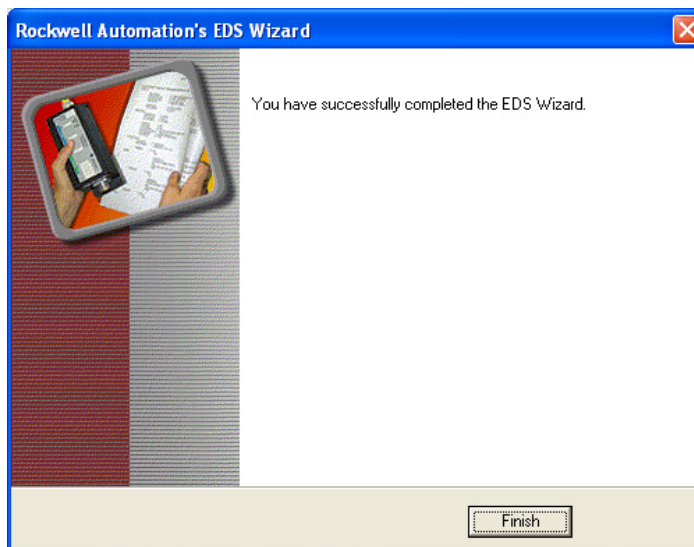 Rockwell Automation's EDS Wizard
You have successfully completed the EDS Wizard.
Finish